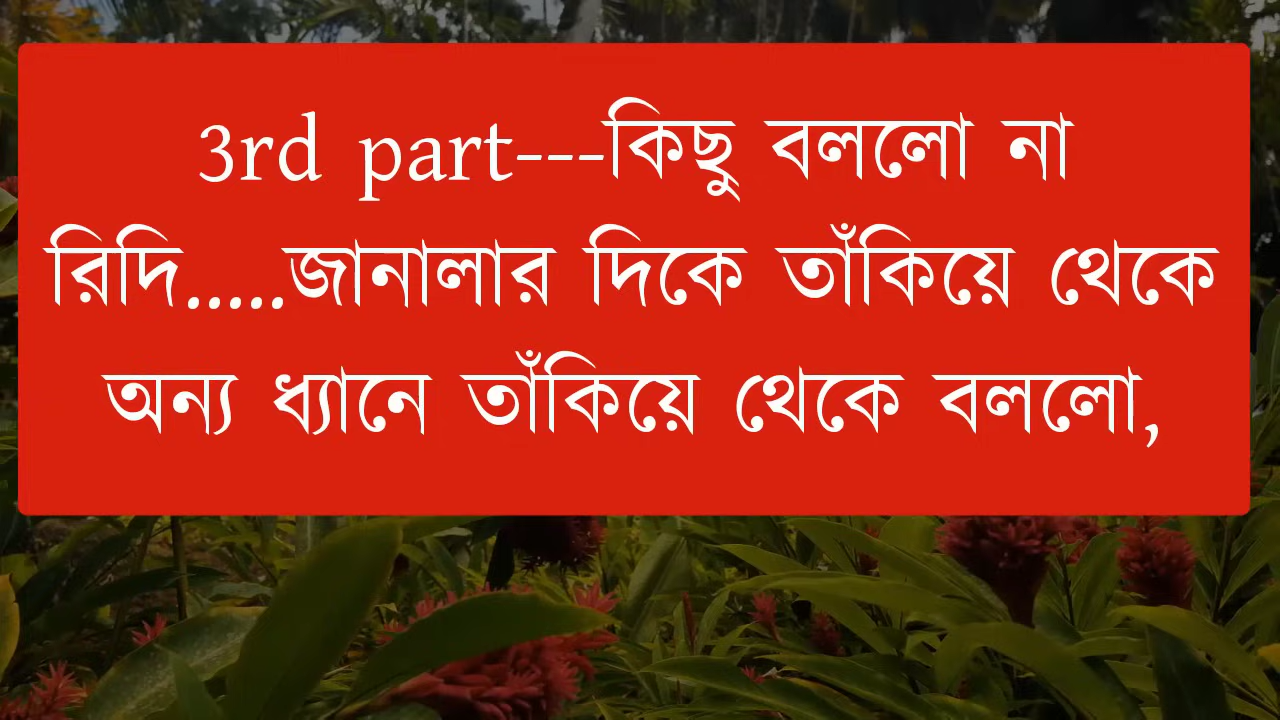 3rd part---কিছু বললো না
রিদি.....জানালার দিকে তাঁকিয়ে থেকে
অন্য ধ্যানে তাঁকিয়ে থেকে বললো,